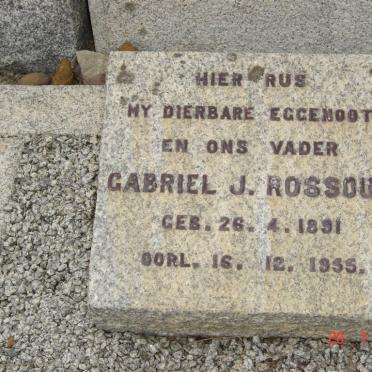 HIER RUS
MY DIERBARE EGGENOOT
EN ONS VADER
GABRIEL J. ROSSOU
GEB. 26. 4. 1891
OORL. 16. 12. 1955.